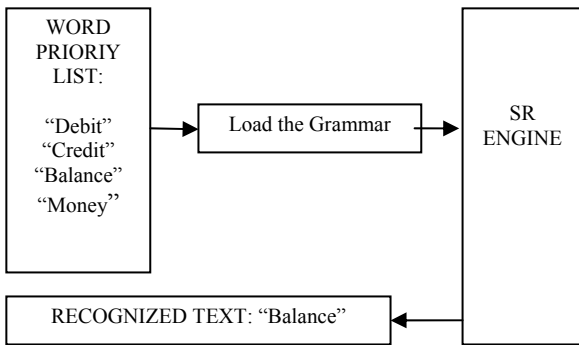 WORD
PRIORIY
LIST:
“Debit”
“Credit”
“Balance”
“Money”
Load the Grammar
SR
ENGINE
RECOGNIZED TEXT: “Balance”